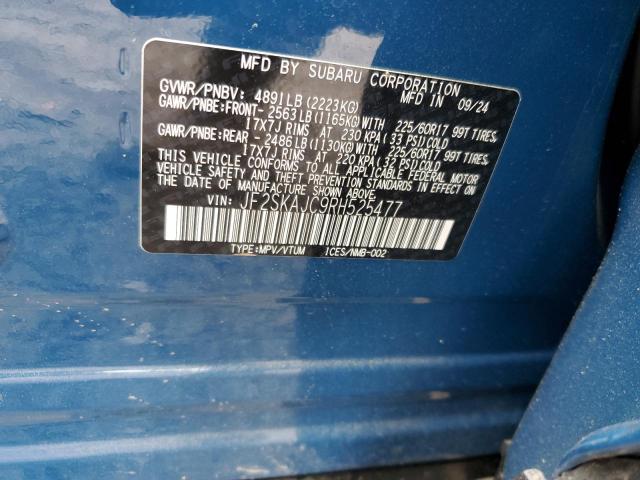 MFD BY SUBARU CORPORATION
GVWR/PNBV: 4891LB(2223KG) MFD IN 09/24
GAWR/PNBE:FRONT- 2563LB(1165KG)WITH 225/60R17 99T TIRES,
17X7J RIMS AT 230 KPA(33 PSI)COLD
GAWR/PNBE:REAR - 2486LB(1130KG)WITH 225/60R17 99T TIRES,
17X7J RIMS AT 220 KPA(33 PSI)COLD
THIS VEHICLE CONFORMS TO ALL APPLICABLE FEDERAL MOTOR
VEHICLE SAFETY AND THEFT PREVENTION STANDARDS IN EFFECT
ON THE DATE OF MANUFACTURE SHOWN ABOVE.
VIN: JF2SKAJC9RH525477
TYPE:MPV/VTUM ICES/NMB-002